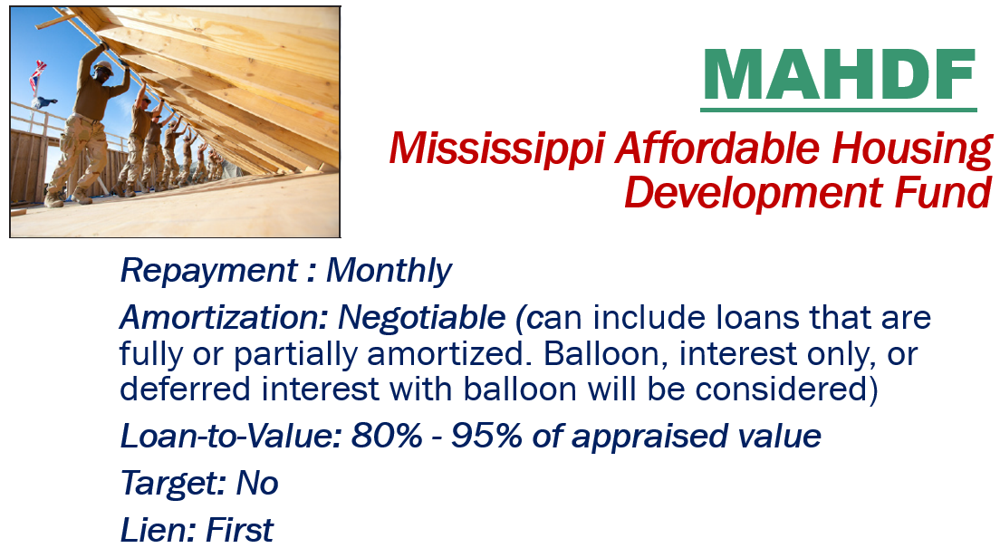 MAHDF
Mississippi Affordable Housing
Development Fund
Repayment : Monthly
Amortization: Negotiable (can include loans that are
fully or partially amortized. Balloon, interest only, or
deferred interest with balloon will be considered)
Loan-to-Value: 80% - 95% of appraised value
Target: No
Lien: First